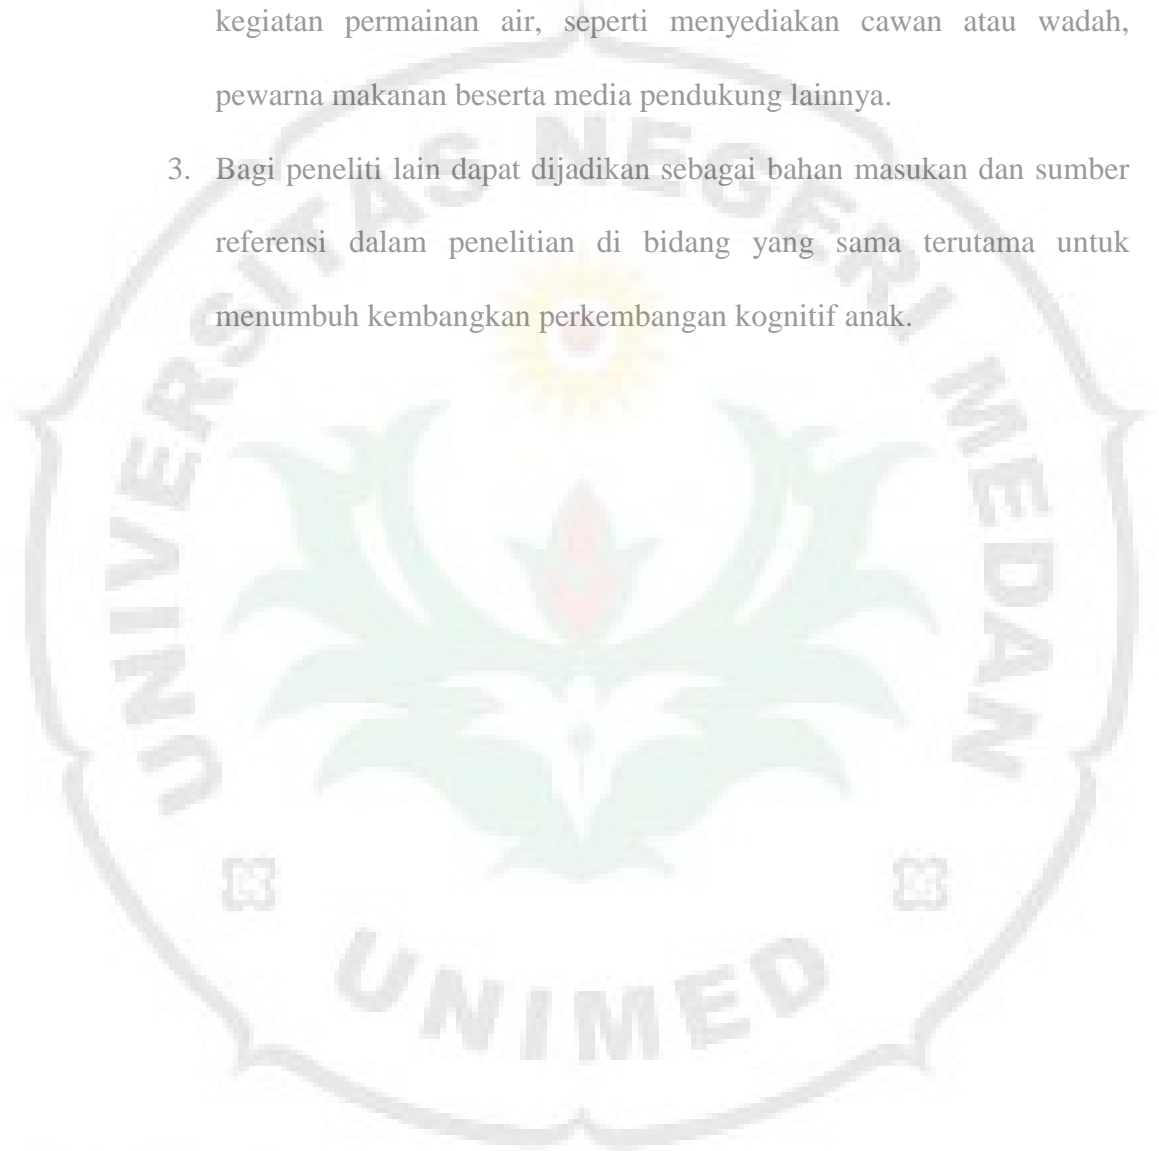 kegiatan permainan air, seperti menyediakan cawan atau wadah,
pewarna makanan beserta media pendukung lainnya.
3. Bagi peneliti lain dapat dijadikan sebagai bahan masukan dan sumber
referensi dalam penelitian di bidang yang sama terutama untuk
menumbuh kembangkan perkembangan kognitif anak.
UNIVERSITAS NEGERI MEDAN
UNIMED